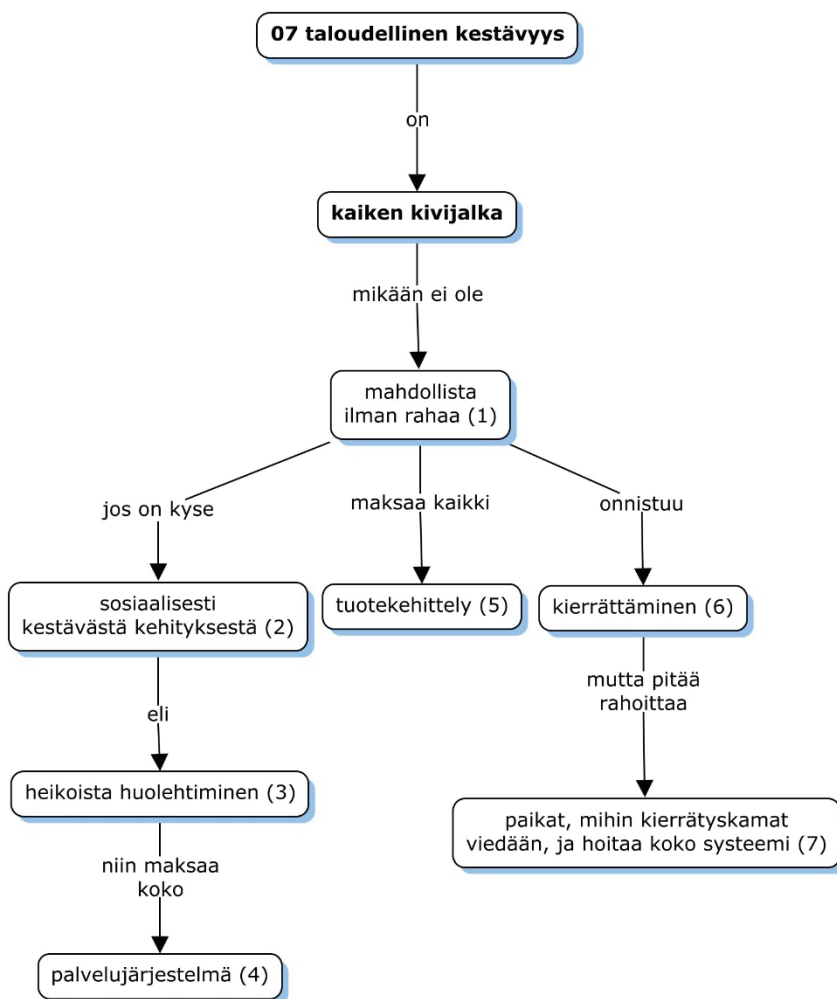 07 taloudellinen kestävyys
on
kaiken kivijalka
mikään ei ole
mahdollista
ilman rahaa (1)
jos on kyse
maksaa kaikki
onnistuu
sosiaalisesti
kestävästä kehityksestä (2)
tuotekehittely (5)
kierrättäminen (6)
eli
mutta pitää
rahoittaa
heikoista huolehtiminen (3)
paikat, mihin kierrätyskamat
viedään, ja hoitaa koko systeemi (7)
niin maksaa
koko
palvelujärjestelmä (4)